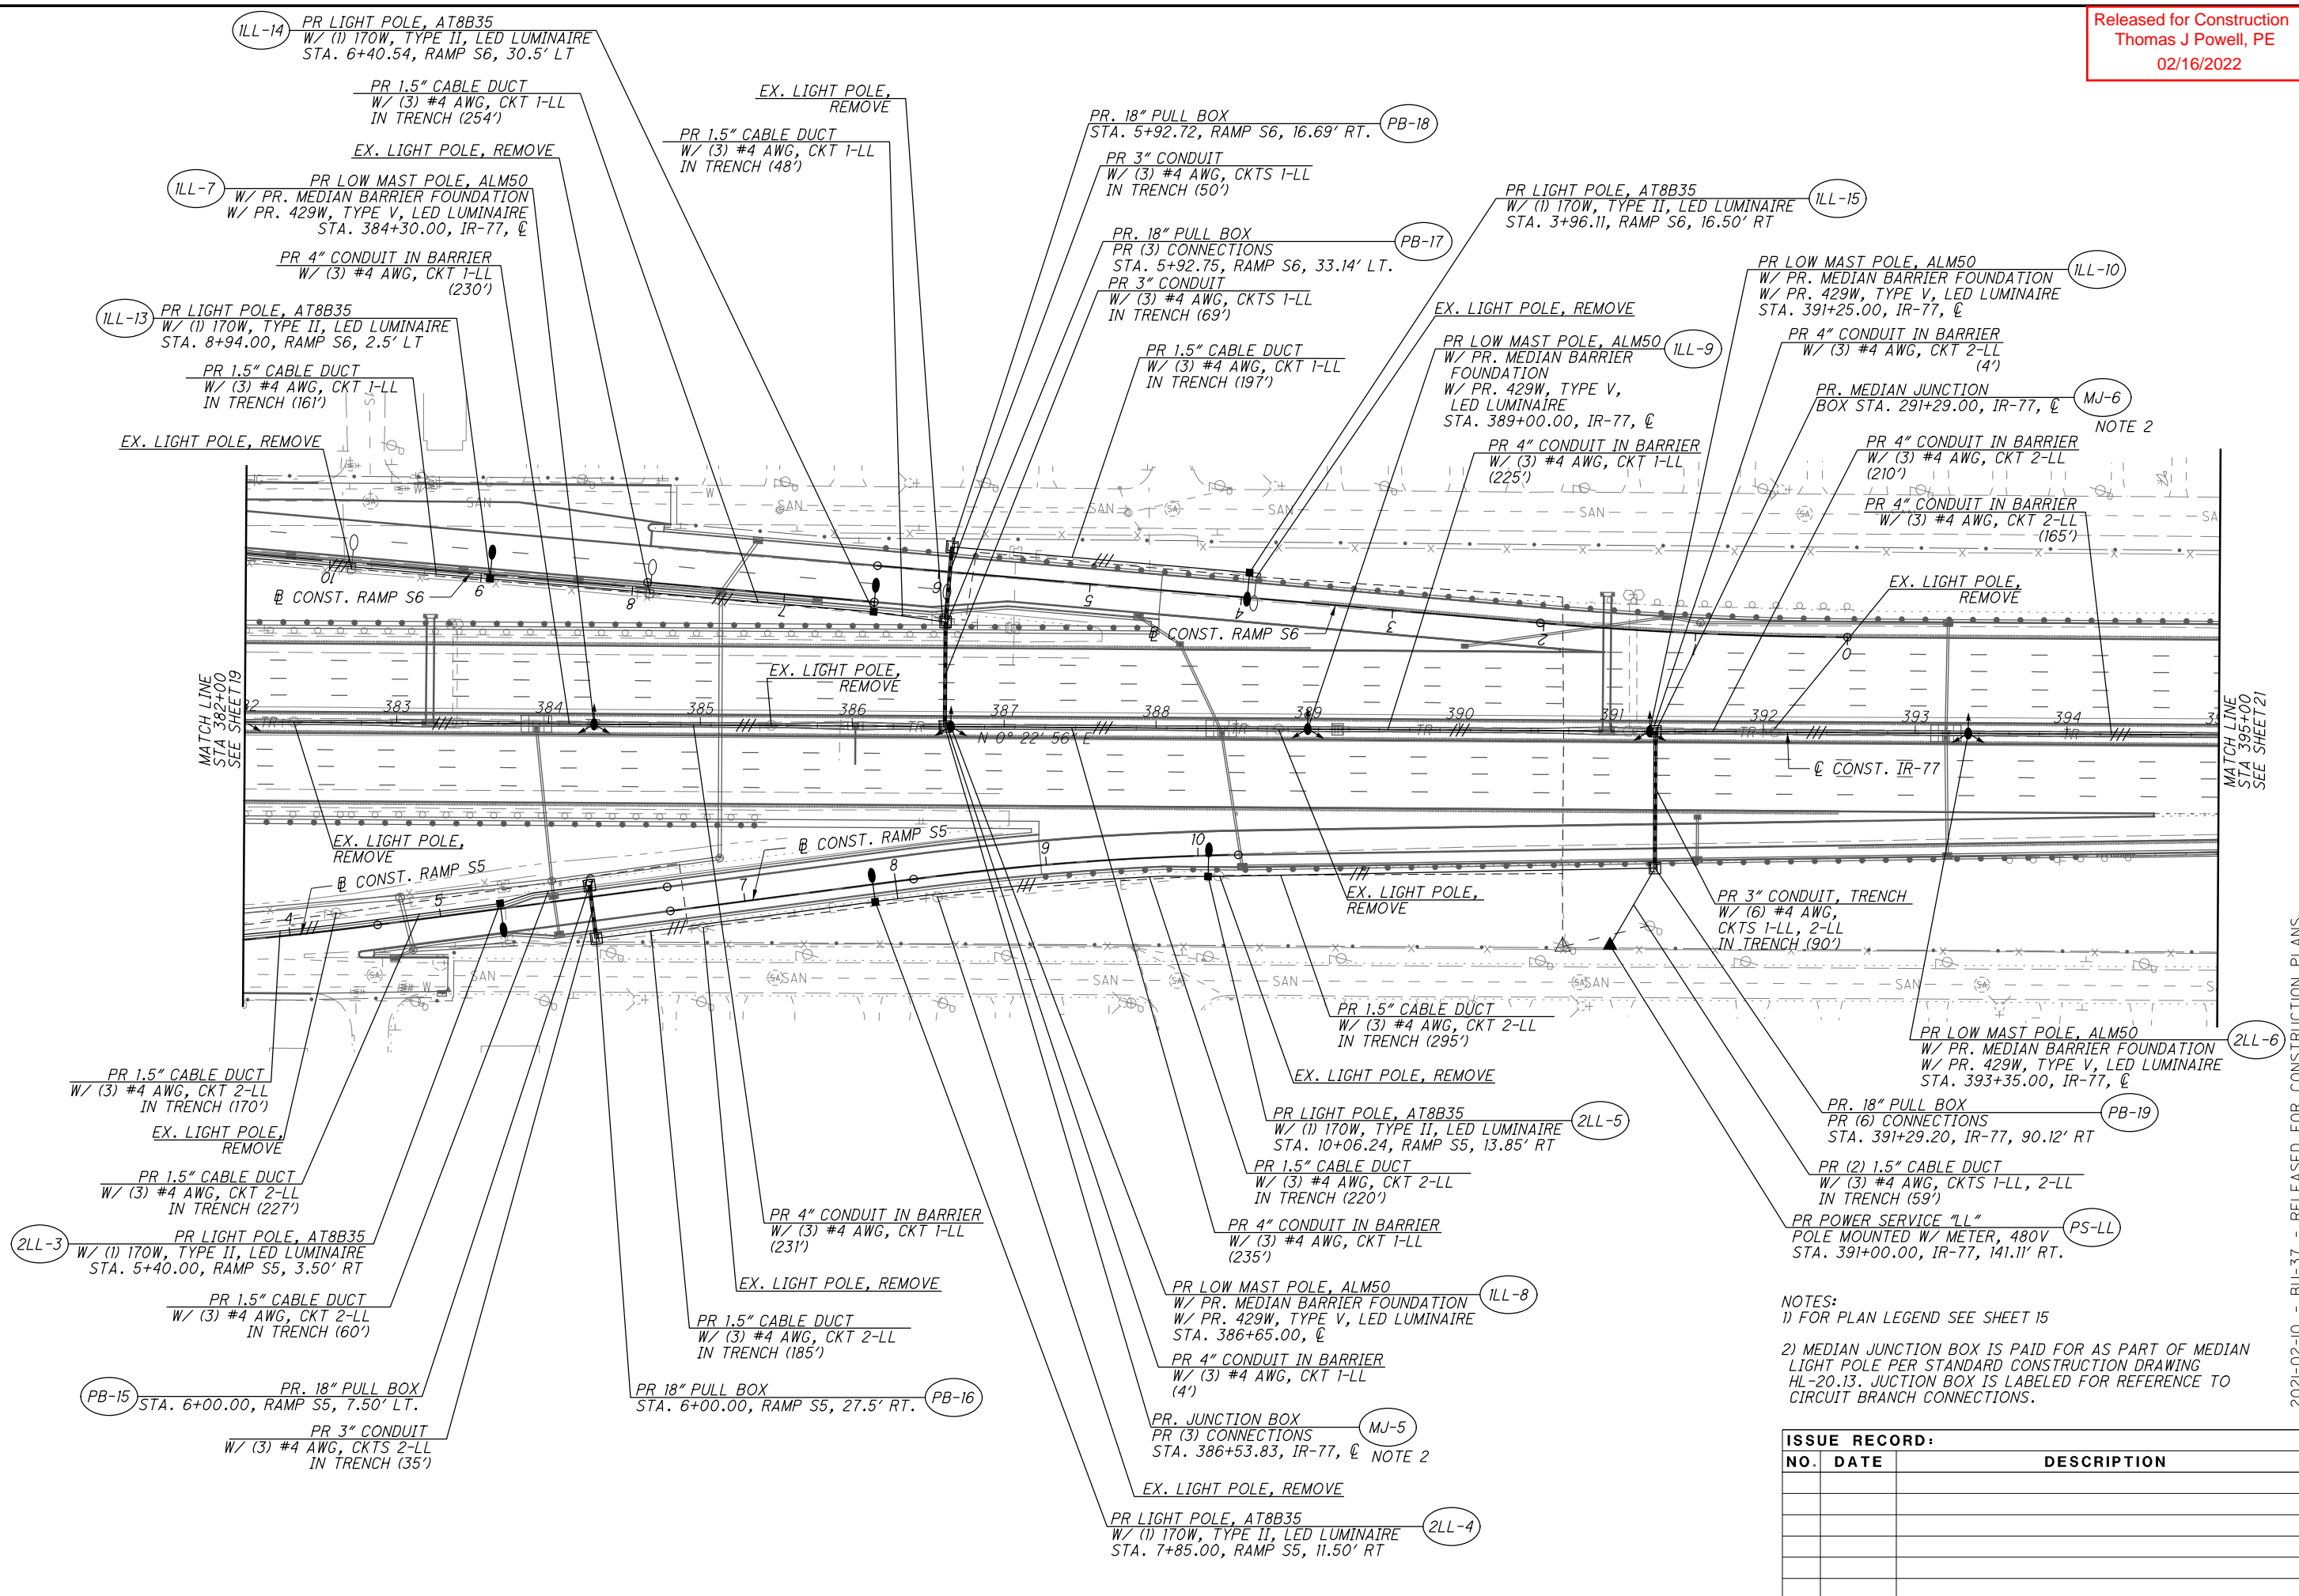 Released for Construction
Thomas J Powell, PE
02/16/2022
1LL-14
PR LIGHT POLE, AT8B35
W/ (1) 170W, TYPE II, LED LUMINAIRE
STA. 6+40.54, RAMP S6, 30.5' LT
PR 1.5" CABLE DUCT
W/ (3) #4 AWG, CKT 1-LL
IN TRENCH (254')
EX. LIGHT POLE, REMOVE
1LL-7
PR LOW MAST POLE, ALM50
W/ PR. MEDIAN BARRIER FOUNDATION
W/ PR. 429W, TYPE V, LED LUMINAIRE
STA. 384+30.00, IR-77, ℄
PR 4" CONDUIT IN BARRIER
W/ (3) #4 AWG, CKT 1-LL
(230')
1LL-13
PR LIGHT POLE, AT8B35
W/ (1) 170W, TYPE II, LED LUMINAIRE
STA. 8+94.00, RAMP S6, 2.5' LT
PR 1.5" CABLE DUCT
W/ (3) #4 AWG, CKT 1-LL
IN TRENCH (161')
EX. LIGHT POLE, REMOVE
EX. LIGHT POLE,
REMOVE
PR 1.5" CABLE DUCT
W/ (3) #4 AWG, CKT 1-LL
IN TRENCH (48')
PR. 18" PULL BOX
STA. 5+92.72, RAMP S6, 16.69' RT.
PB-18
PR 3" CONDUIT
W/ (3) #4 AWG, CKTS 1-LL
IN TRENCH (50')
PR. 18" PULL BOX
PR (3) CONNECTIONS
STA. 5+92.75, RAMP S6, 33.14' LT.
PB-17
PR 3" CONDUIT
W/ (3) #4 AWG, CKTS 1-LL
IN TRENCH (69')
PR 1.5" CABLE DUCT
W/ (3) #4 AWG, CKT 1-LL
IN TRENCH (197')
PR LIGHT POLE, AT8B35
W/ (1) 170W, TYPE II, LED LUMINAIRE
STA. 3+96.11, RAMP S6, 16.50' RT
1LL-15
EX. LIGHT POLE, REMOVE
PR LOW MAST POLE, ALM50
W/ PR. MEDIAN BARRIER
FOUNDATION
W/ PR. 429W, TYPE V,
LED LUMINAIRE
STA. 389+00.00, IR-77, ℄
1LL-9
PR 4" CONDUIT IN BARRIER
W/ (3) #4 AWG, CKT 1-LL
(225')
PR LOW MAST POLE, ALM50
W/ PR. MEDIAN BARRIER FOUNDATION
W/ PR. 429W, TYPE V, LED LUMINAIRE
STA. 391+25.00, IR-77, ℄
1LL-10
PR 4" CONDUIT IN BARRIER
W/ (3) #4 AWG, CKT 2-LL
(4')
PR. MEDIAN JUNCTION
BOX STA. 291+29.00, IR-77, ℄
MJ-6
NOTE 2
PR 4" CONDUIT IN BARRIER
W/ (3) #4 AWG, CKT 2-LL
(210')
PR 4" CONDUIT IN BARRIER
W/ (3) #4 AWG, CKT 2-LL
(165')
EX. LIGHT POLE,
REMOVE
SAN SAN SAN SAN
W
10 9 8 7 6 5 4 3 2 1 0
B CONST. RAMP S6
B CONST. RAMP S6
MATCH LINE
STA 382+00
SEE SHEET 19
EX. LIGHT POLE,
REMOVE
383 384 385 386 387 388 389 390 391 392 393 394
TR TR TR TR TR TR
N 0° 22' 56" E
℄ CONST. IR-77
MATCH LINE
STA 395+00
SEE SHEET 21
EX. LIGHT POLE,
REMOVE
B CONST. RAMP S5
B CONST. RAMP S5
4 5 7 8 9 10
EX. LIGHT POLE,
REMOVE
PR 3" CONDUIT, TRENCH
W/ (6) #4 AWG,
CKTS 1-LL, 2-LL
IN TRENCH (90')
SAN SAN SAN SAN SAN SAN
PR 1.5" CABLE DUCT
W/ (3) #4 AWG, CKT 2-LL
IN TRENCH (295')
EX. LIGHT POLE, REMOVE
PR LOW MAST POLE, ALM50
W/ PR. MEDIAN BARRIER FOUNDATION
W/ PR. 429W, TYPE V, LED LUMINAIRE
STA. 393+35.00, IR-77, ℄
2LL-6
PR. 18" PULL BOX
PR (6) CONNECTIONS
STA. 391+29.20, IR-77, 90.12' RT
PB-19
PR (2) 1.5" CABLE DUCT
W/ (3) #4 AWG, CKTS 1-LL, 2-LL
IN TRENCH (59')
PR POWER SERVICE "LL"
POLE MOUNTED W/ METER, 480V
STA. 391+00.00, IR-77, 141.11' RT.
PS-LL
PR 1.5" CABLE DUCT
W/ (3) #4 AWG, CKT 2-LL
IN TRENCH (170')
EX. LIGHT POLE,
REMOVE
PR 1.5" CABLE DUCT
W/ (3) #4 AWG, CKT 2-LL
IN TRENCH (227')
2LL-3
PR LIGHT POLE, AT8B35
W/ (1) 170W, TYPE II, LED LUMINAIRE
STA. 5+40.00, RAMP S5, 3.50' RT
PR 1.5" CABLE DUCT
W/ (3) #4 AWG, CKT 2-LL
IN TRENCH (60')
PB-15
PR. 18" PULL BOX
STA. 6+00.00, RAMP S5, 7.50' LT.
PR 3" CONDUIT
W/ (3) #4 AWG, CKTS 2-LL
IN TRENCH (35')
PR 4" CONDUIT IN BARRIER
W/ (3) #4 AWG, CKT 1-LL
(231')
EX. LIGHT POLE, REMOVE
PR 1.5" CABLE DUCT
W/ (3) #4 AWG, CKT 2-LL
IN TRENCH (185')
PR 18" PULL BOX
STA. 6+00.00, RAMP S5, 27.5' RT.
PB-16
PR LIGHT POLE, AT8B35
W/ (1) 170W, TYPE II, LED LUMINAIRE
STA. 10+06.24, RAMP S5, 13.85' RT
2LL-5
PR 1.5" CABLE DUCT
W/ (3) #4 AWG, CKT 2-LL
IN TRENCH (220')
PR 4" CONDUIT IN BARRIER
W/ (3) #4 AWG, CKT 1-LL
(235')
PR LOW MAST POLE, ALM50
W/ PR. MEDIAN BARRIER FOUNDATION
W/ PR. 429W, TYPE V, LED LUMINAIRE
STA. 386+65.00, ℄
1LL-8
PR 4" CONDUIT IN BARRIER
W/ (3) #4 AWG, CKT 1-LL
(4')
PR. JUNCTION BOX
PR (3) CONNECTIONS
STA. 386+53.83, IR-77, ℄
MJ-5
NOTE 2
EX. LIGHT POLE, REMOVE
PR LIGHT POLE, AT8B35
W/ (1) 170W, TYPE II, LED LUMINAIRE
STA. 7+85.00, RAMP S5, 11.50' RT
2LL-4
NOTES:
1) FOR PLAN LEGEND SEE SHEET 15
2) MEDIAN JUNCTION BOX IS PAID FOR AS PART OF MEDIAN
LIGHT POLE PER STANDARD CONSTRUCTION DRAWING
HL-20.13. JUCTION BOX IS LABELED FOR REFERENCE TO
CIRCUIT BRANCH CONNECTIONS.
ISSUE RECORD:
NO. DATE DESCRIPTION
2021-02-10 - BU-37 - RELEASED FOR CONSTRUCTION PLANS